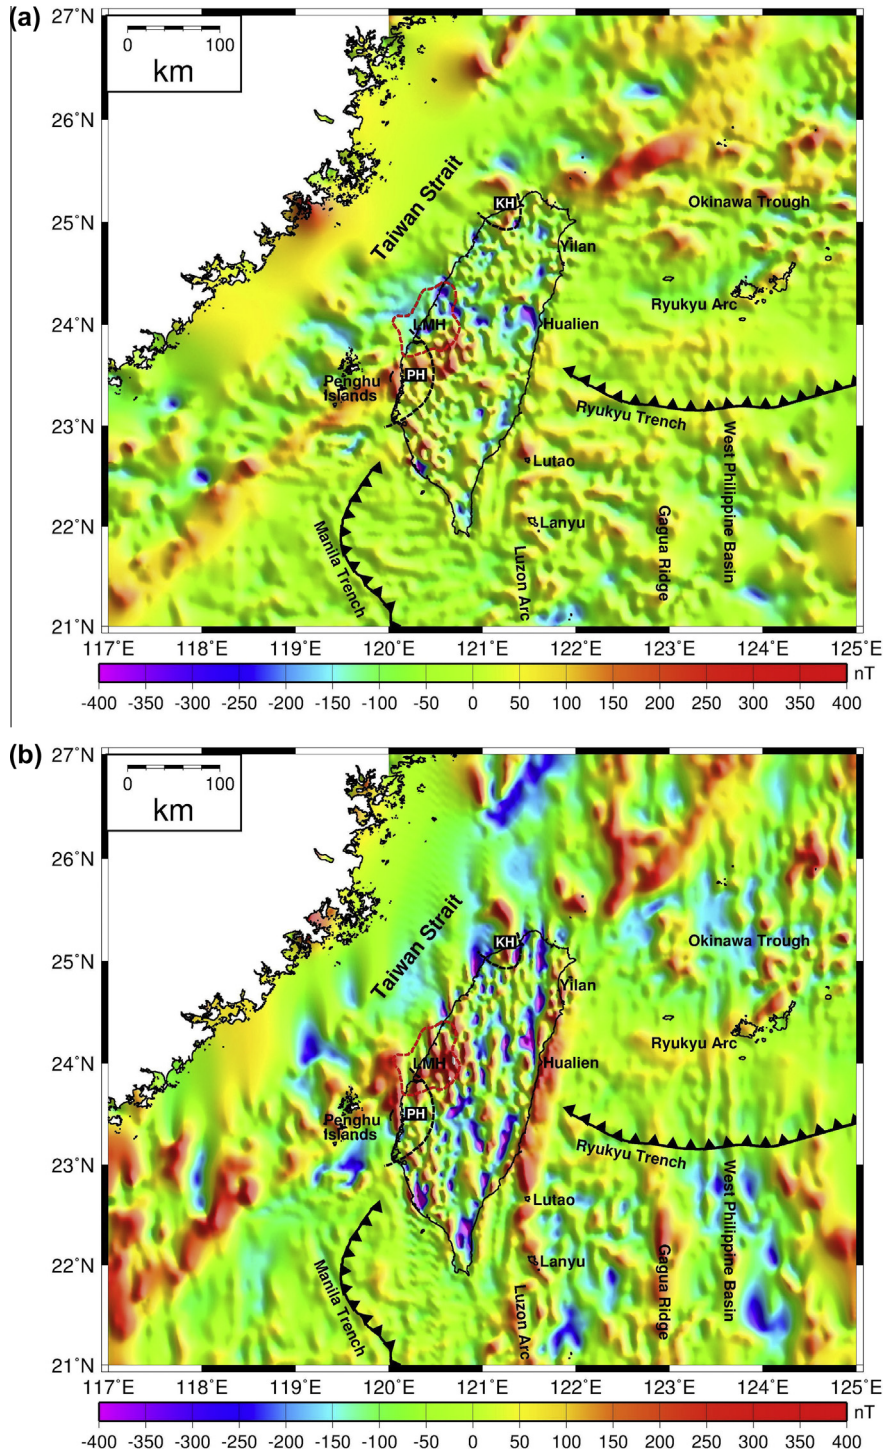 (a)
27°N
26°N
25°N
24°N
23°N
22°N
21°N
0 100
km
Taiwan Strait
KH
Yilan
Okinawa Trough
Ryukyu Arc
LMH
Hualien
PH
Penghu
Islands
Ryukyu Trench
West Philippine Basin
Lutao
Lanyu
Manila Trench
Luzon Arc
Gagua Ridge
117°E 118°E 119°E 120°E 121°E 122°E 123°E 124°E 125°E
nT
-400 -350 -300 -250 -200 -150 -100 -50 0 50 100 150 200 250 300 350 400
(b)
27°N
26°N
25°N
24°N
23°N
22°N
21°N
0 100
km
Taiwan Strait
KH
Yilan
Okinawa Trough
Ryukyu Arc
LMH
Hualien
PH
Penghu
Islands
Ryukyu Trench
West Philippine Basin
Lutao
Lanyu
Manila Trench
Luzon Arc
Gagua Ridge
117°E 118°E 119°E 120°E 121°E 122°E 123°E 124°E 125°E
nT
-400 -350 -300 -250 -200 -150 -100 -50 0 50 100 150 200 250 300 350 400